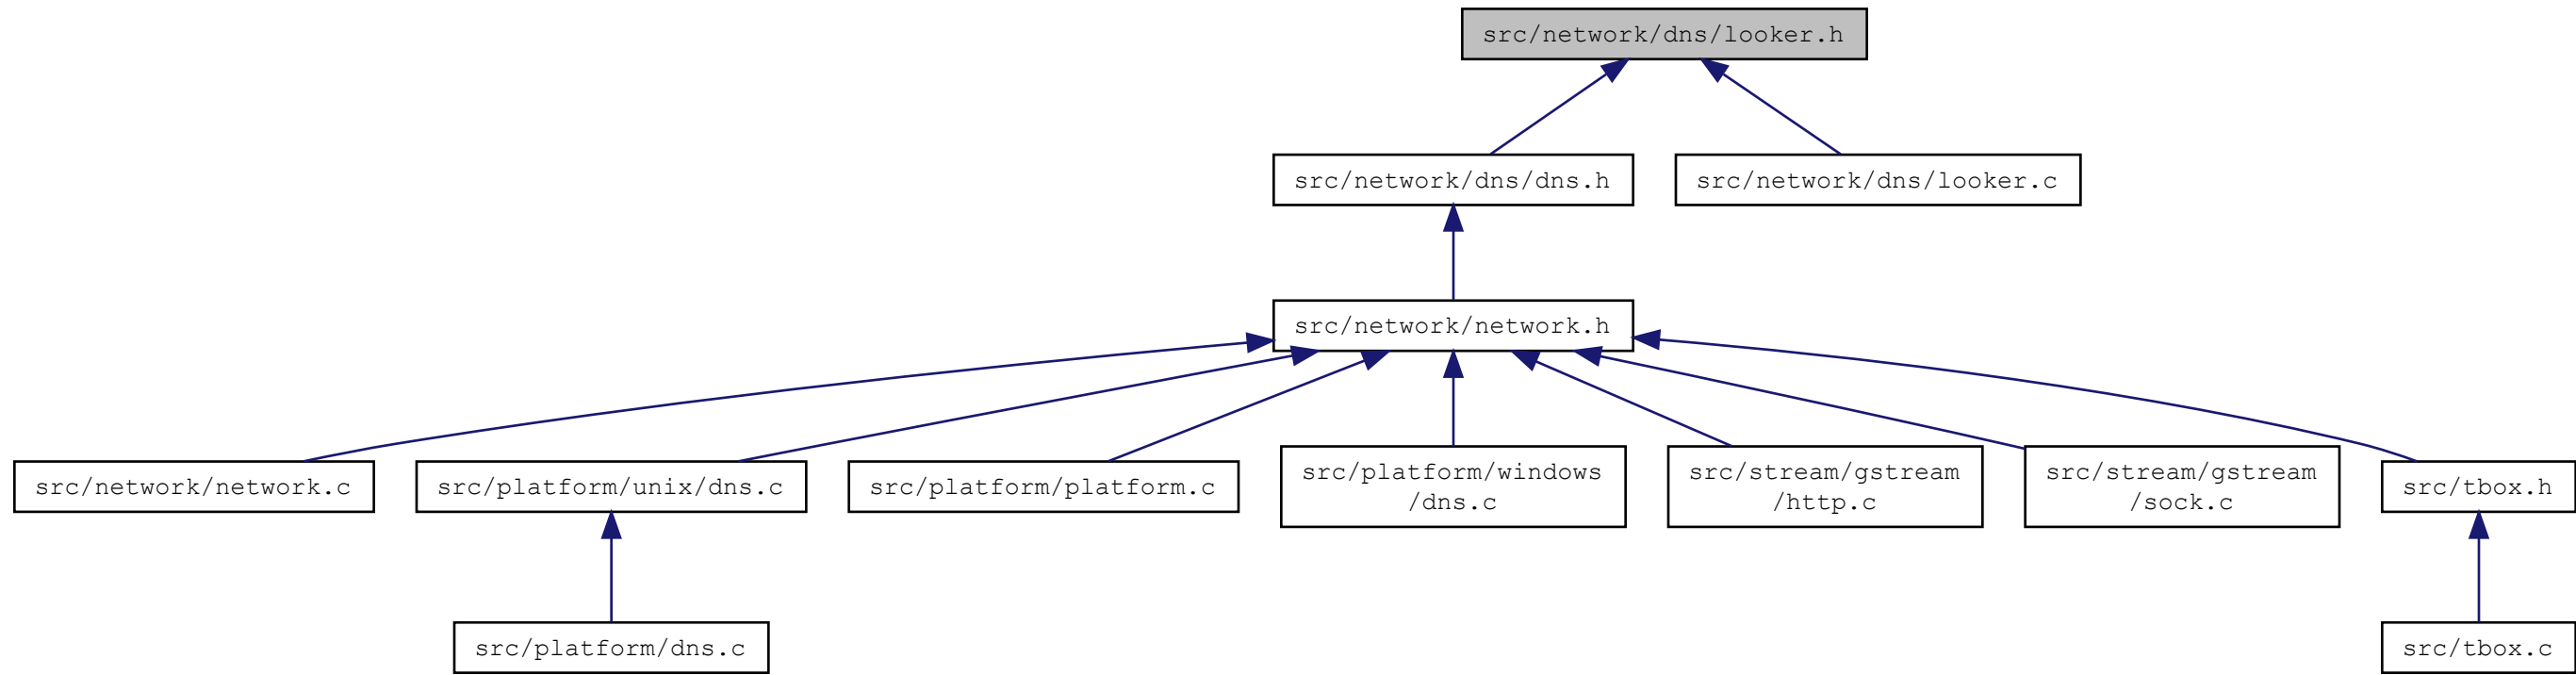 src/network/dns/looker.h
src/network/dns/dns.h
src/network/dns/looker.c
src/network/network.h
src/network/network.c
src/platform/unix/dns.c
src/platform/platform.c
src/platform/windows
/dns.c
src/stream/gstream
/http.c
src/stream/gstream
/sock.c
src/tbox.h
src/platform/dns.c
src/tbox.c